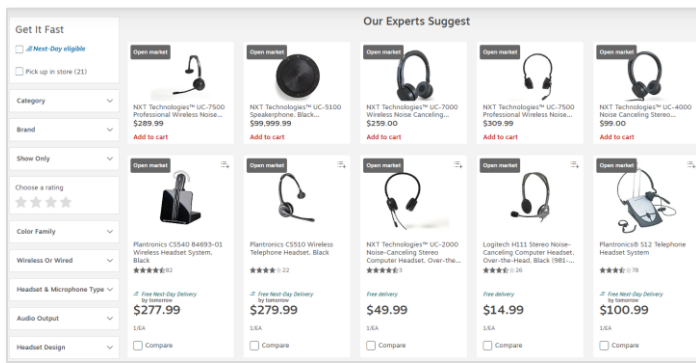 Get It Fast
Next-Day eligible
Pick up in store (21)
Category
Brand
Show Only
Choose a rating
Color Family
Wireless Or Wired
Headset & Microphone Type
Audio Output
Headset Design
Our Experts Suggest
Open market
NXT Technologies™ UC-7500
Professional Wireless Noise...
$289.99
Add to cart
Open market
NXT Technologies™ UC-5100
Speakerphone, Black...
$99,999.99
Add to cart
Open market
NXT Technologies™ UC-7000
Wireless Noise Canceling...
$259.00
Add to cart
Open market
NXT Technologies™ UC-7500
Professional Wireless Noise...
$309.99
Add to cart
Open market
NXT Technologies™ UC-4000
Noise Canceling Stereo...
$99.00
Add to cart
Open market
Plantronics CS540 84693-01
Wireless Headset System,
Black
82
Free Next-Day Delivery
by tomorrow
$277.99
1/EA
Compare
Open market
Plantronics CS510 Wireless
Telephone Headset, Black
22
Free Next-Day Delivery
by tomorrow
$279.99
1/EA
Compare
Open market
NXT Technologies™ UC-2000
Noise-Canceling Stereo
Computer Headset, Over-the...
3
Free delivery
$49.99
1/EA
Compare
Open market
Logitech H111 Stereo Noise-
Canceling Computer Headset,
Over-the-Head, Black (981-...
26
Free delivery
$14.99
1/EA
Compare
Open market
Plantronics® S12 Telephone
Headset System
78
Free Next-Day Delivery
by tomorrow
$100.99
1/EA
Compare